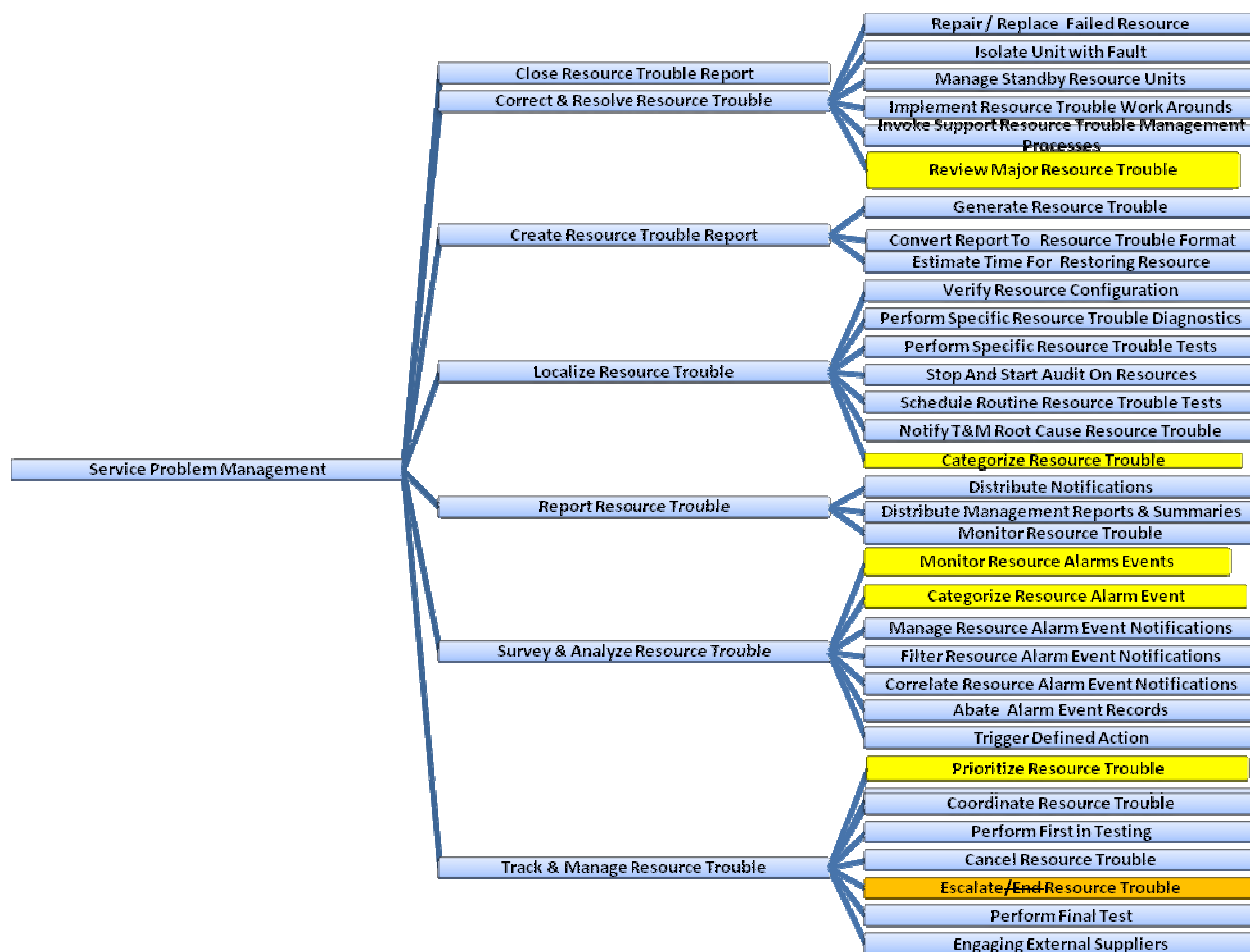 Service Problem Management
Close Resource Trouble Report
Correct & Resolve Resource Trouble
Repair / Replace Failed Resource
Isolate Unit with Fault
Manage Standby Resource Units
Implement Resource Trouble Work Arounds
Invoke Support Resource Trouble Management
Processes
Review Major Resource Trouble
Create Resource Trouble Report
Generate Resource Trouble
Convert Report To Resource Trouble Format
Estimate Time For Restoring Resource
Localize Resource Trouble
Verify Resource Configuration
Perform Specific Resource Trouble Diagnostics
Perform Specific Resource Trouble Tests
Stop And Start Audit On Resources
Schedule Routine Resource Trouble Tests
Notify T&M Root Cause Resource Trouble
Categorize Resource Trouble
Report Resource Trouble
Distribute Notifications
Distribute Management Reports & Summaries
Monitor Resource Trouble
Survey & Analyze Resource Trouble
Monitor Resource Alarms Events
Categorize Resource Alarm Event
Manage Resource Alarm Event Notifications
Filter Resource Alarm Event Notifications
Correlate Resource Alarm Event Notifications
Abate Alarm Event Records
Trigger Defined Action
Track & Manage Resource Trouble
Prioritize Resource Trouble
Coordinate Resource Trouble
Perform First in Testing
Cancel Resource Trouble
Escalate/End Resource Trouble
Perform Final Test
Engaging External Suppliers